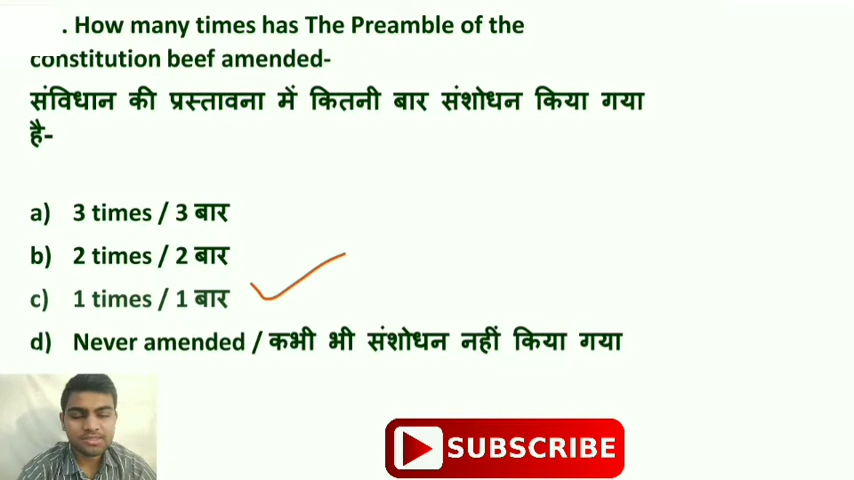 . How many times has The Preamble of the
constitution beef amended-
संविधान की प्रस्तावना में कितनी बार संशोधन किया गया
है-
a) 3 times / 3 बार
b) 2 times / 2 बार
c) 1 times / 1 बार
d) Never amended / कभी भी संशोधन नहीं किया गया
SUBSCRIBE